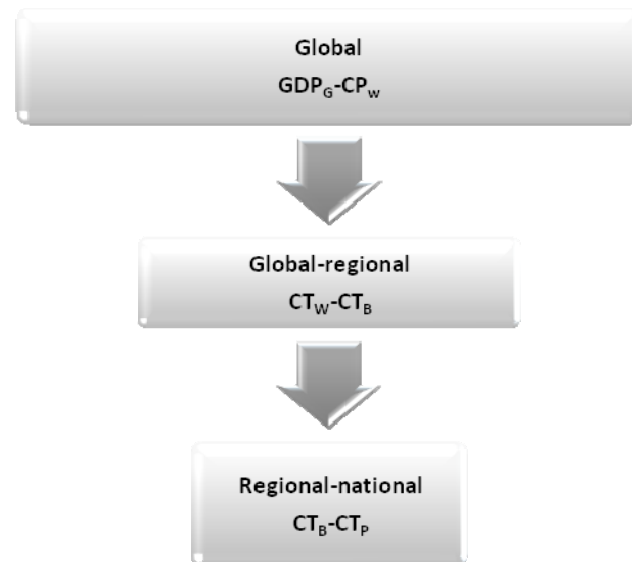 Global
GDP_G-CP_w
Global-regional
CT_W-CT_B
Regional-national
CT_B-CT_P